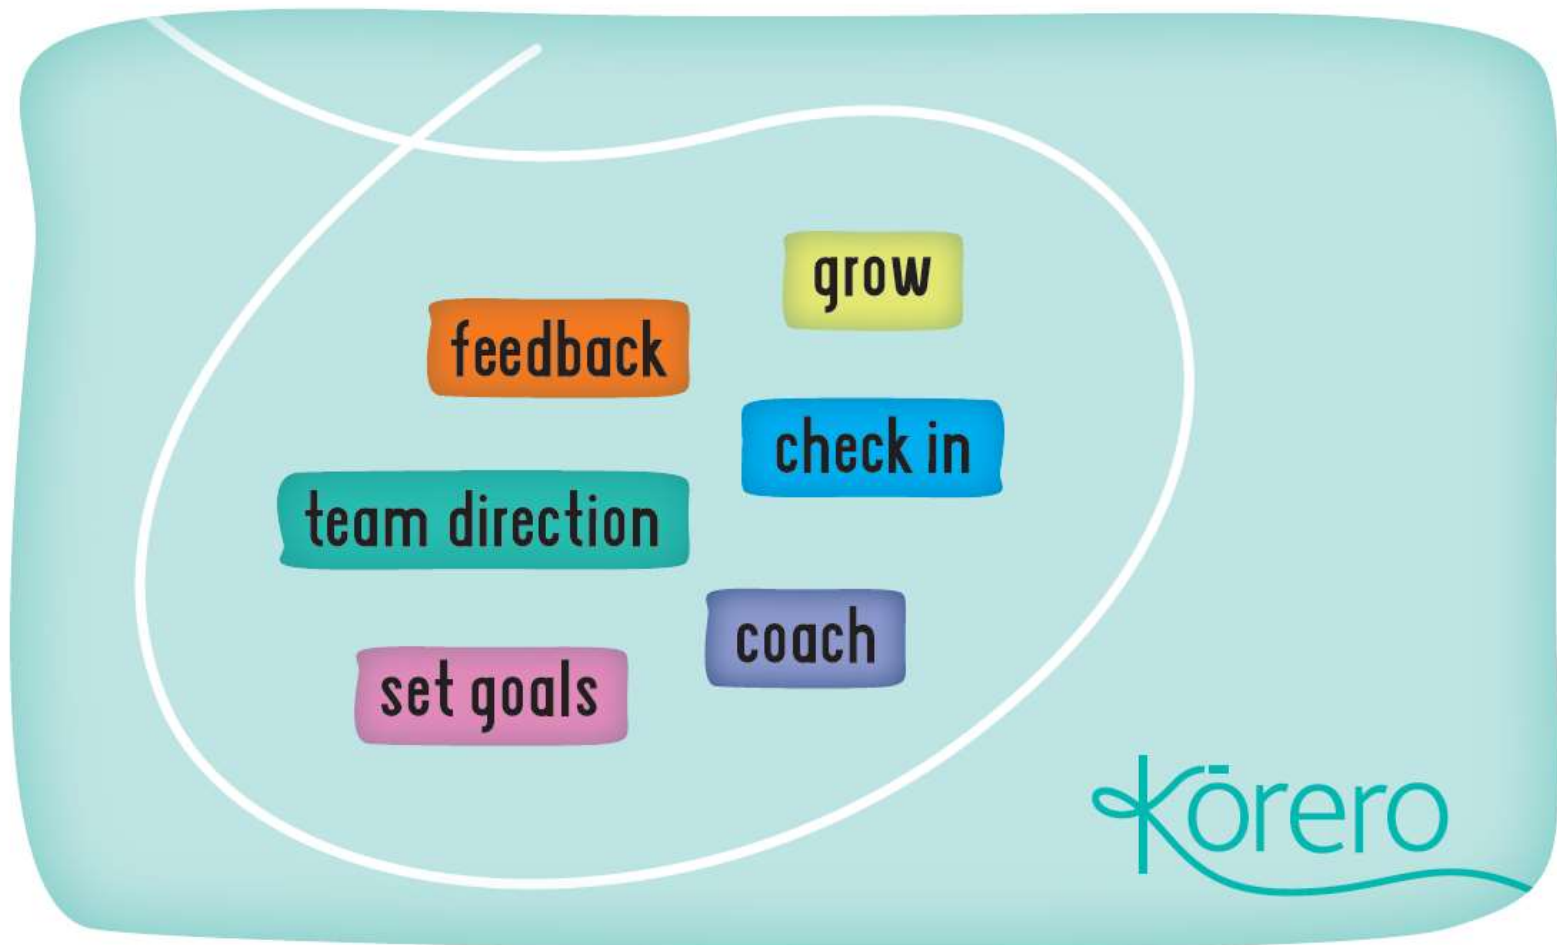 grow
feedback
check in
team direction
coach
set goals
Kōrero